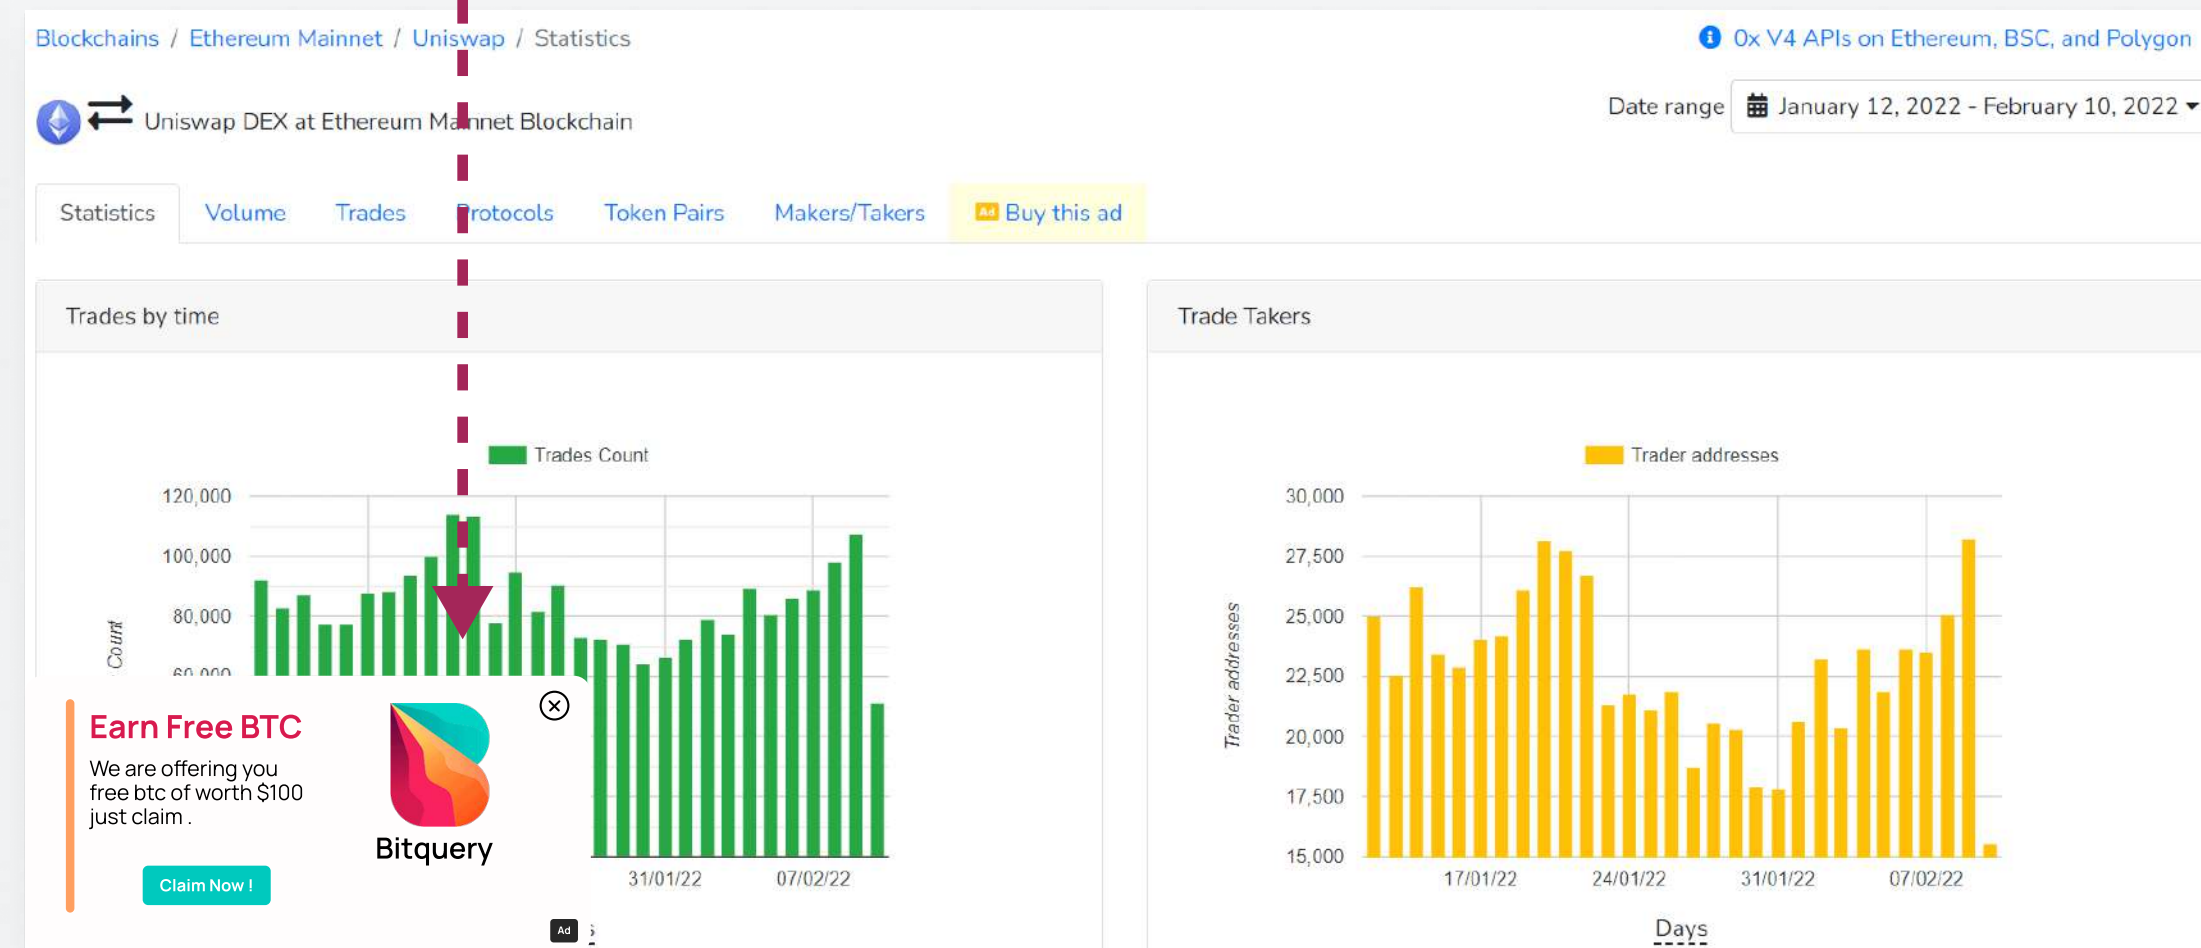 Blockchains / Ethereum Mainnet / Uniswap / Statistics
0x V4 APIs on Ethereum, BSC, and Polygon
Uniswap DEX at Ethereum Mainnet Blockchain
Date range January 12, 2022 - February 10, 2022
Statistics Volume Trades Protocols Token Pairs Makers/Takers Ad Buy this ad
Trades by time
Trades Count
120,000
100,000
80,000
60,000
Count
31/01/22 07/02/22
Earn Free BTC
We are offering you
free btc of worth $100
just claim .
Claim Now !
Bitquery
Ad
Trade Takers
Trader addresses
30,000
27,500
25,000
22,500
20,000
17,500
15,000
Trader addresses
17/01/22 24/01/22 31/01/22 07/02/22
Days